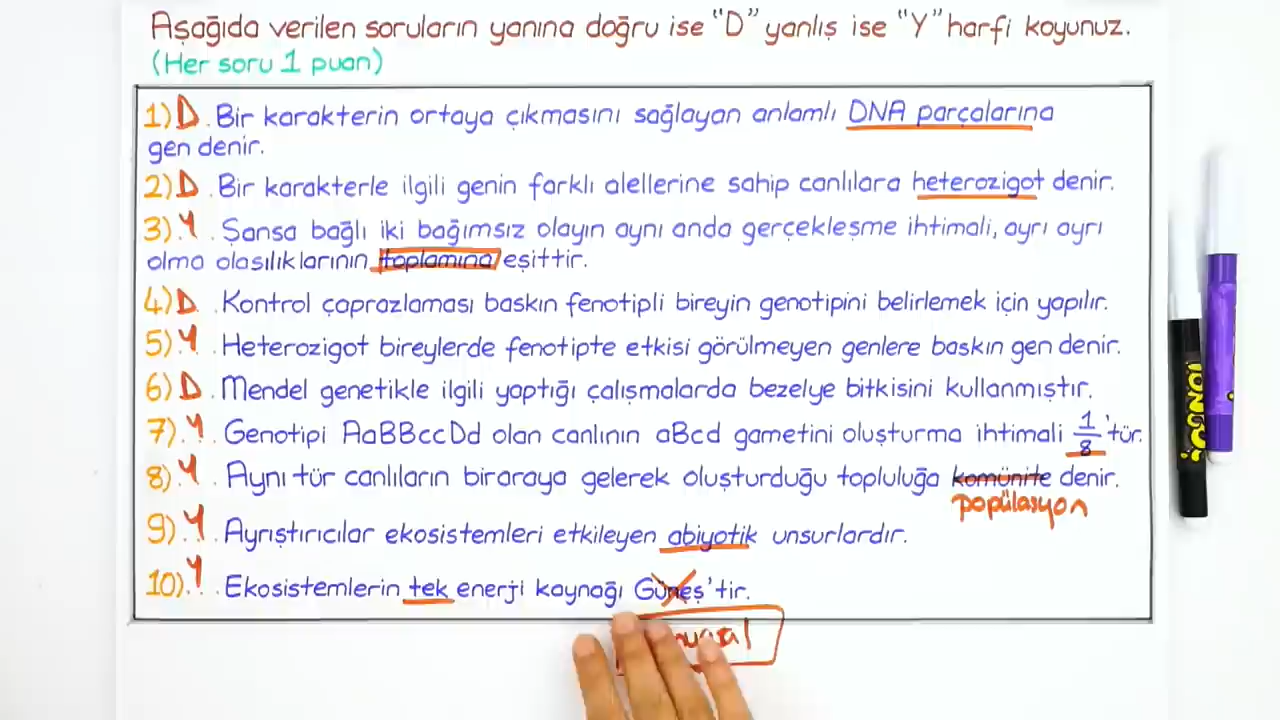 Aşağıda verilen soruların yanına doğru ise "D" yanlış ise "Y" harfi koyunuz.
(Her soru 1 puan)
1) D . Bir karakterin ortaya çıkmasını sağlayan anlamlı DNA parçalarına
gen denir.
2) D . Bir karakterle ilgili genin farklı alellerine sahip canlılara heterozigot denir.
3) Y . Şansa bağlı iki bağımsız olayın aynı anda gerçekleşme ihtimali, ayrı ayrı
olma olasılıklarının toplamına eşittir.
4) D . Kontrol çaprazlaması baskın fenotipli bireyin genotipini belirlemek için yapılır.
5) Y . Heterozigot bireylerde fenotipte etkisi görülmeyen genlere baskın gen denir.
6) D . Mendel genetikle ilgili yaptığı çalışmalarda bezelye bitkisini kullanmıştır.
7) Y . Genotipi AaBBccDd olan canlının aBcd gametini oluşturma ihtimali 1/8'tür.
8) Y . Aynı tür canlıların biraraya gelerek oluşturduğu topluluğa komünite denir.
popülasyon
9) Y . Ayrıştırıcılar ekosistemleri etkileyen abiyotik unsurlardır.
10) Y . Ekosistemlerin tek enerji kaynağı Güneş'tir.